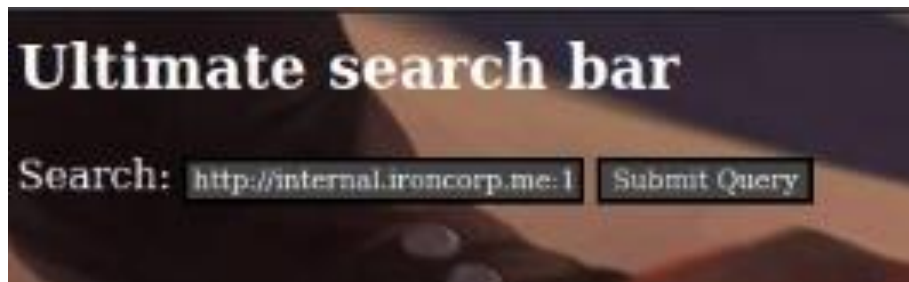 Ultimate search bar
Search: http://internal.ironcorp.me:1 Submit Query